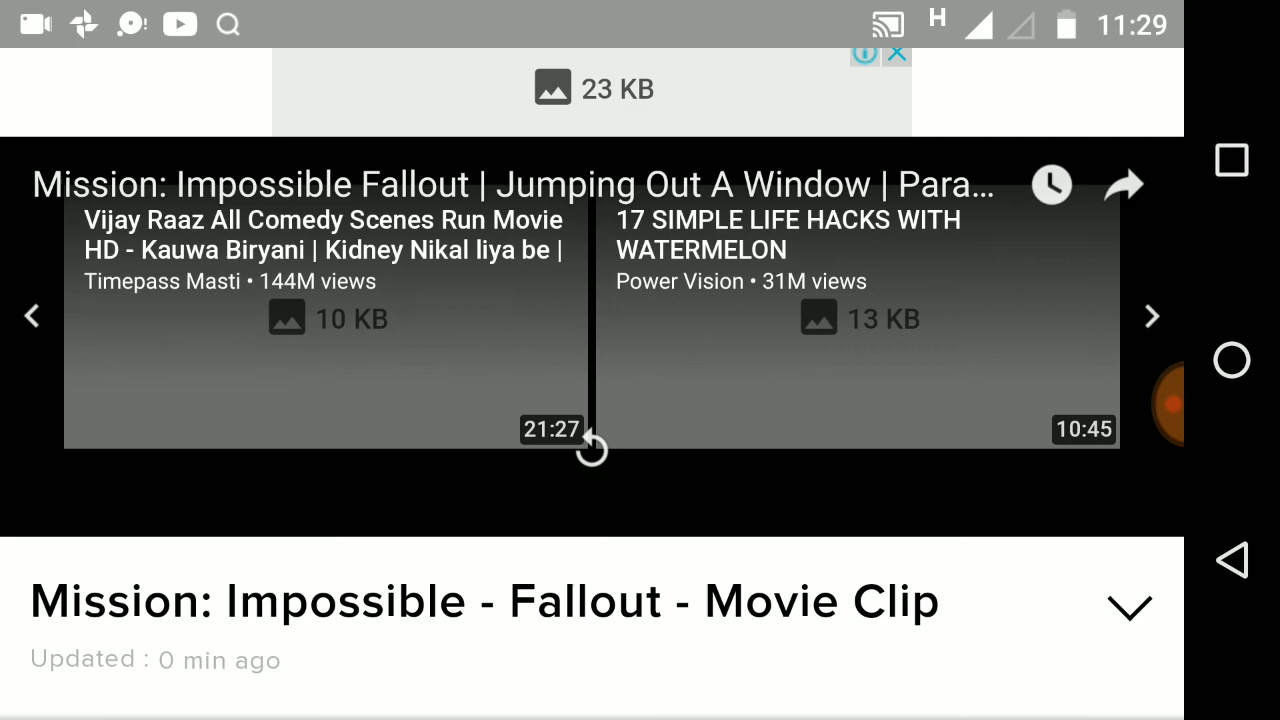 H 11:29
23 KB
Mission: Impossible Fallout | Jumping Out A Window | Para...
Vijay Raaz All Comedy Scenes Run Movie
HD - Kauwa Biryani | Kidney Nikal liya be |
Timepass Masti • 144M views
10 KB
21:27
17 SIMPLE LIFE HACKS WITH
WATERMELON
Power Vision • 31M views
13 KB
10:45
Mission: Impossible - Fallout - Movie Clip
Updated : 0 min ago